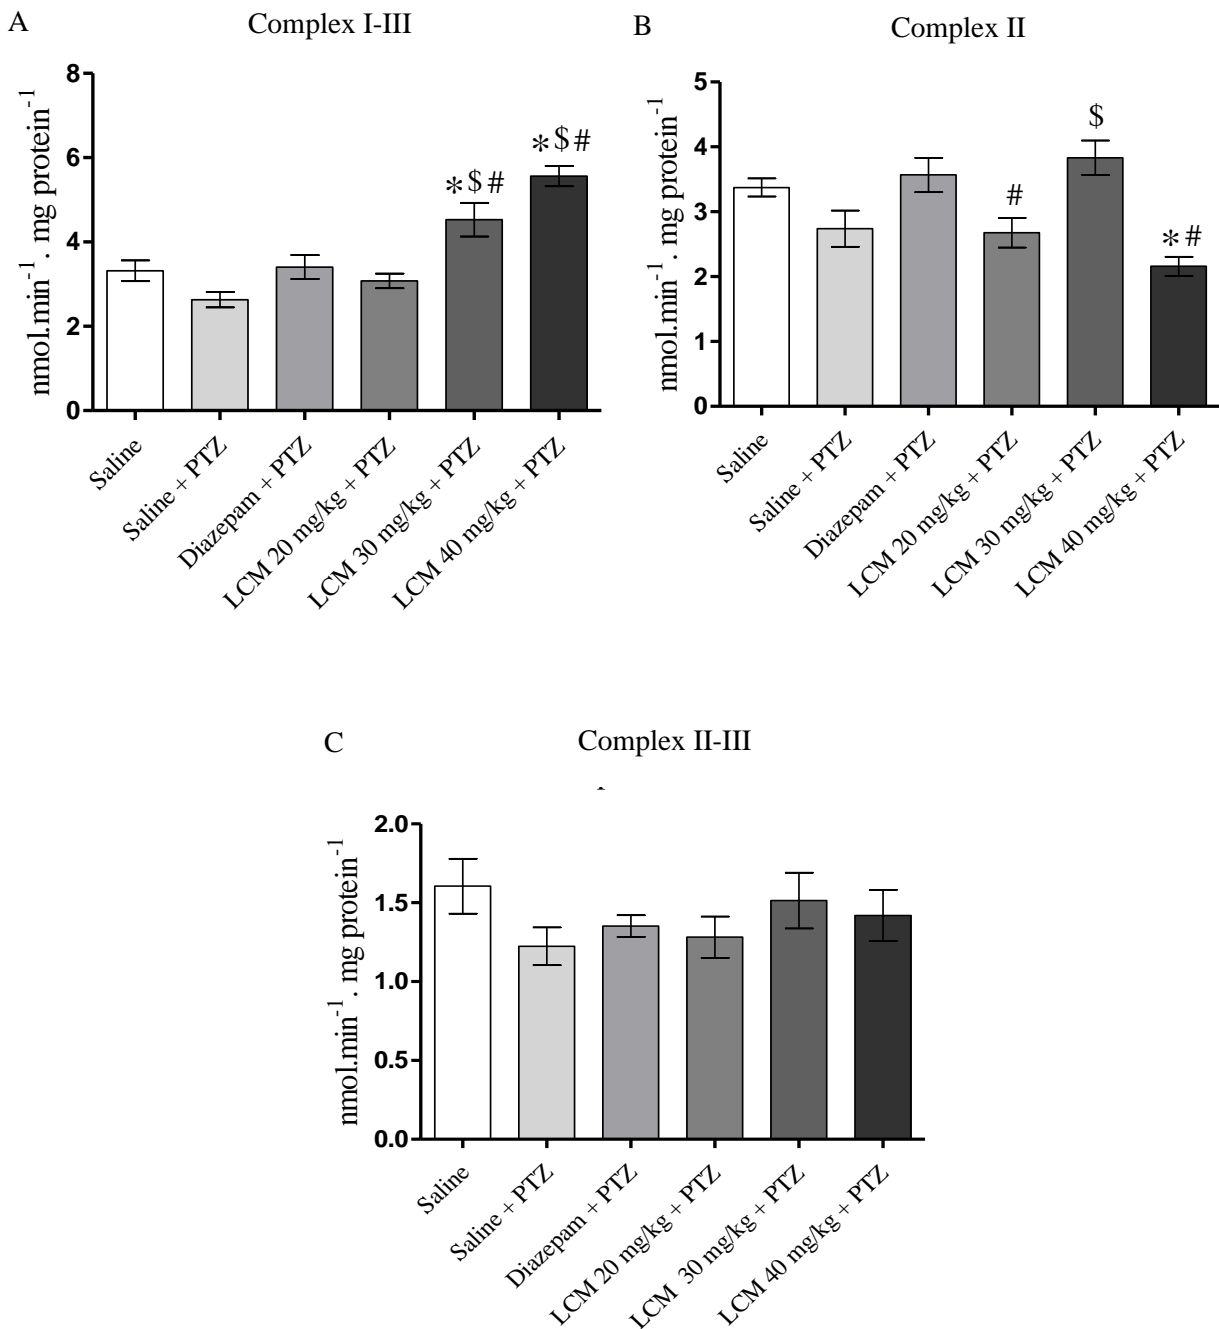 A
Complex I-III
nmol.min-1. mg protein-1
8
6
4
2
0
*$#
*$#
Saline
Saline + PTZ
Diazepam + PTZ
LCM 20 mg/kg + PTZ
LCM 30 mg/kg + PTZ
LCM 40 mg/kg + PTZ
B
Complex II
nmol.min-1. mg protein-1
5
4
3
2
1
0
#
$
*#
Saline
Saline + PTZ
Diazepam + PTZ
LCM 20 mg/kg + PTZ
LCM 30 mg/kg + PTZ
LCM 40 mg/kg + PTZ
C
Complex II-III
nmol.min-1. mg protein-1
2.0
1.5
1.0
0.5
0.0
Saline
Saline + PTZ
Diazepam + PTZ
LCM 20 mg/kg + PTZ
LCM 30 mg/kg + PTZ
LCM 40 mg/kg + PTZ